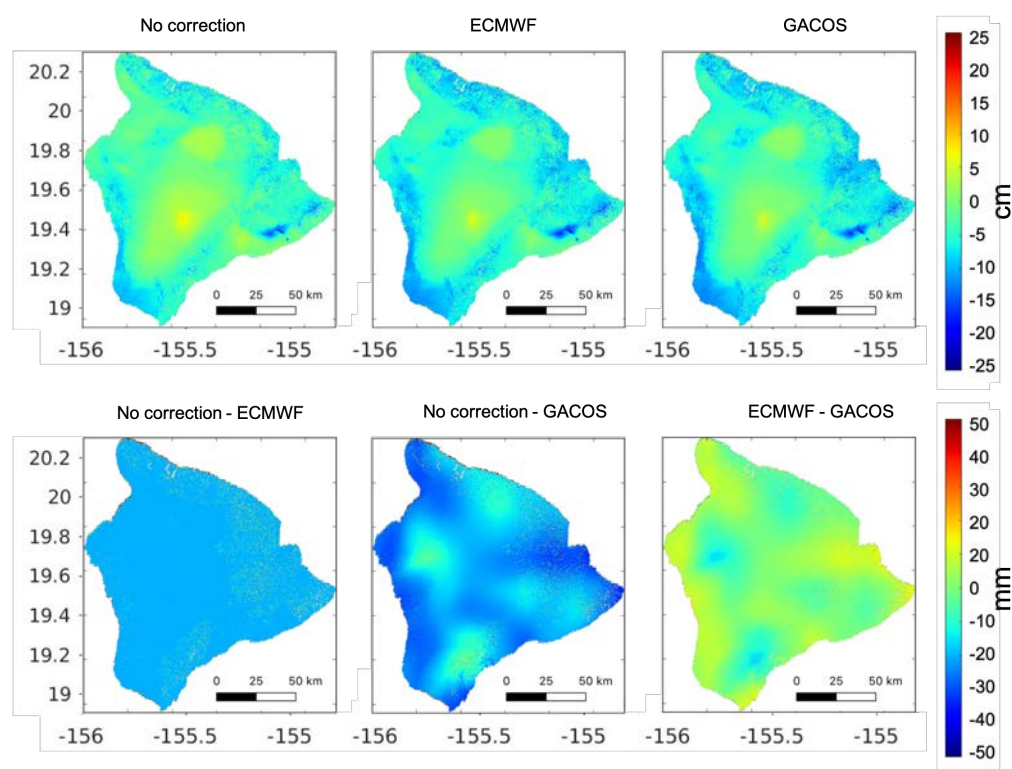 No correction
ECMWF
GACOS
20.2
20
19.8
19.6
19.4
19.2
19
0 25 50 km
0 25 50 km
0 25 50 km
-156 -155.5 -155
-156 -155.5 -155
-156 -155.5 -155
25
20
15
10
5
0
-5
-10
-15
-20
-25
cm
No correction - ECMWF
No correction - GACOS
ECMWF - GACOS
20.2
20
19.8
19.6
19.4
19.2
19
0 25 50 km
0 25 50 km
0 25 50 km
-156 -155.5 -155
-156 -155.5 -155
-156 -155.5 -155
50
40
30
20
20
0
-10
-20
-30
-40
-50
mm